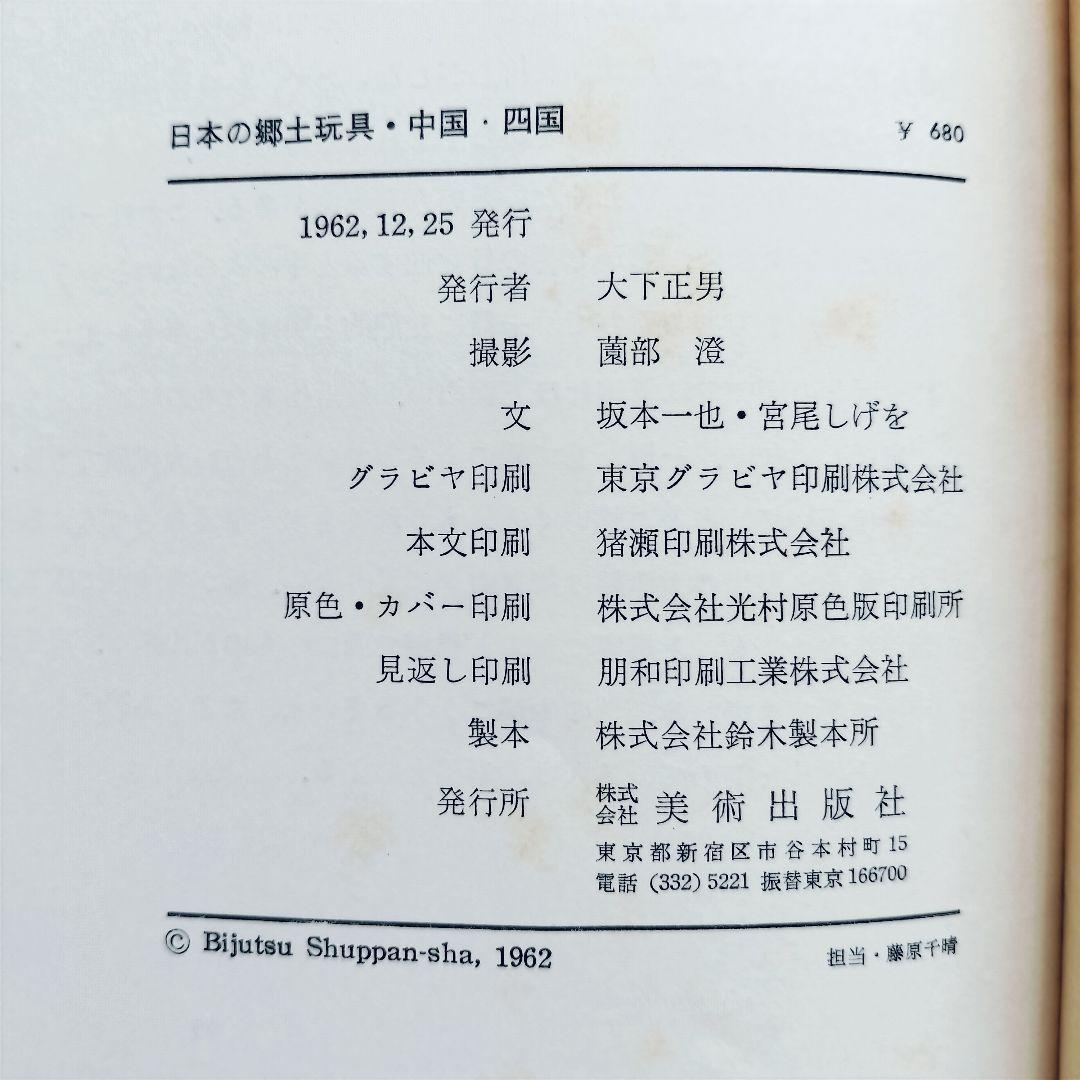 日本の郷土玩具・中国・四国 ¥ 680
1962, 12, 25 発行
発行者 大下正男
撮影 薗部 澄
文 坂本一也・宮尾しげを
グラビヤ印刷 東京グラビヤ印刷株式会社
本文印刷 猪瀬印刷株式会社
原色・カバー印刷 株式会社光村原色版印刷所
見返し印刷 朋和印刷工業株式会社
製本 株式会社鈴木製本所
発行所 株式会社 美術出版社
東京都新宿区市谷本村町 15
電話 (332) 5221 振替東京 166700
© Bijutsu Shuppan-sha, 1962 担当・藤原千晴